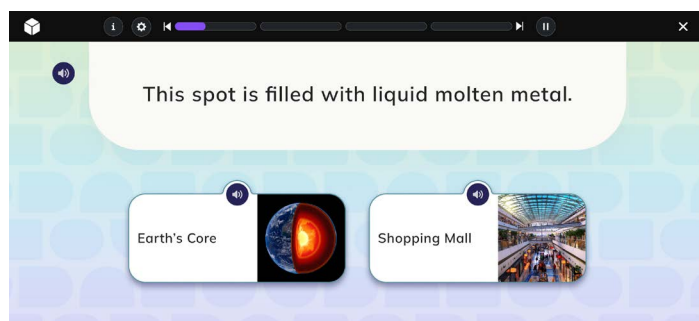 This spot is filled with liquid molten metal.
Earth's Core
Shopping Mall